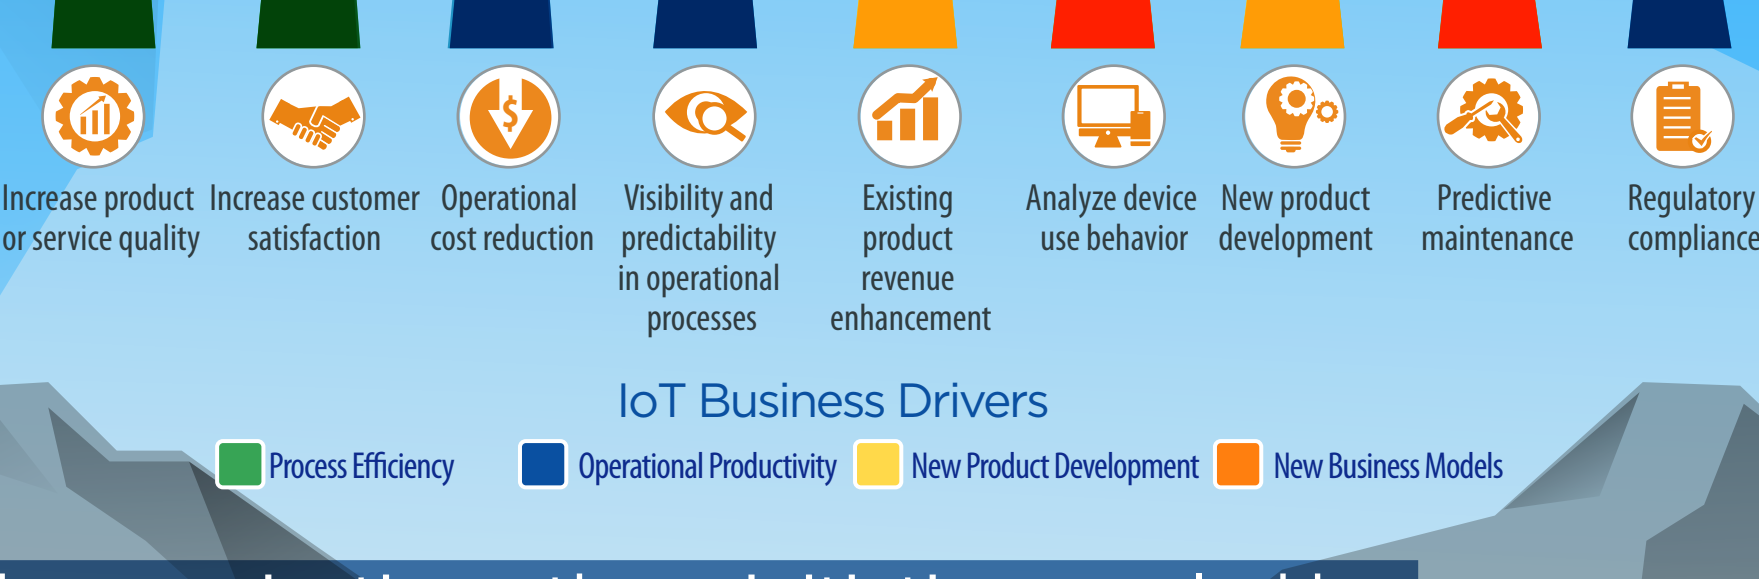 Increase product
or service quality
Increase customer
satisfaction
Operational
cost reduction
Visibility and
predictability
in operational
processes
Existing
product
revenue
enhancement
Analyze device
use behavior
New product
development
Predictive
maintenance
Regulatory
compliance
$
IoT Business Drivers
Process Efficiency
Operational Productivity
New Product Development
New Business Models